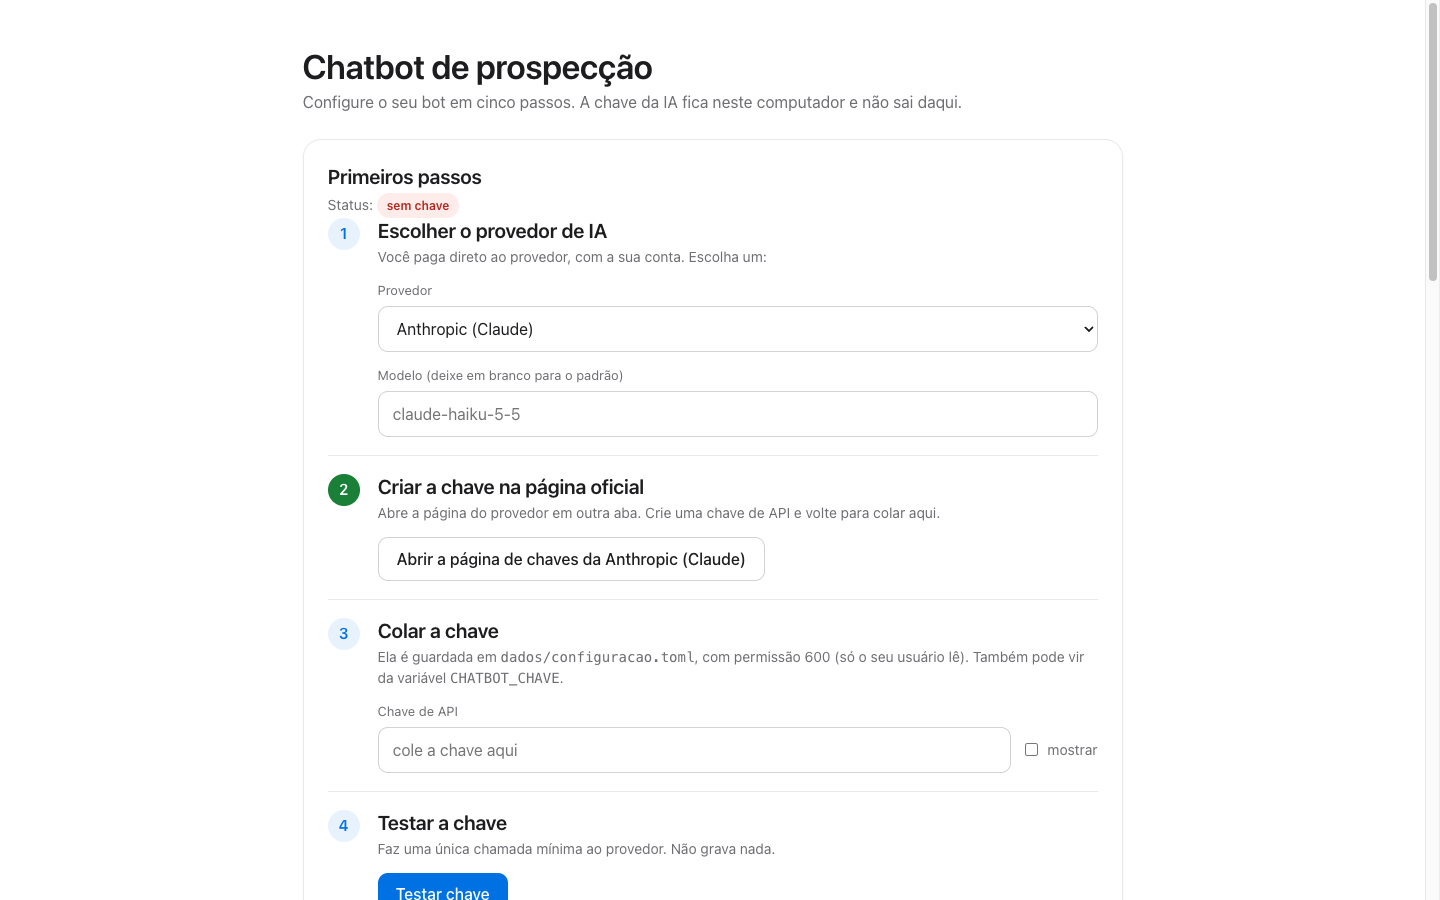 Chatbot de prospecção
Configure o seu bot em cinco passos. A chave da IA fica neste computador e não sai daqui.
Primeiros passos
Status: sem chave
1 Escolher o provedor de IA
Você paga direto ao provedor, com a sua conta. Escolha um:
Provedor
Anthropic (Claude)
Modelo (deixe em branco para o padrão)
claude-haiku-5-5
2 Criar a chave na página oficial
Abre a página do provedor em outra aba. Crie uma chave de API e volte para colar aqui.
Abrir a página de chaves da Anthropic (Claude)
3 Colar a chave
Ela é guardada em dados/configuracao.toml, com permissão 600 (só o seu usuário lê). Também pode vir
da variável CHATBOT_CHAVE.
Chave de API
cole a chave aqui
mostrar
4 Testar a chave
Faz uma única chamada mínima ao provedor. Não grava nada.
Testar chave